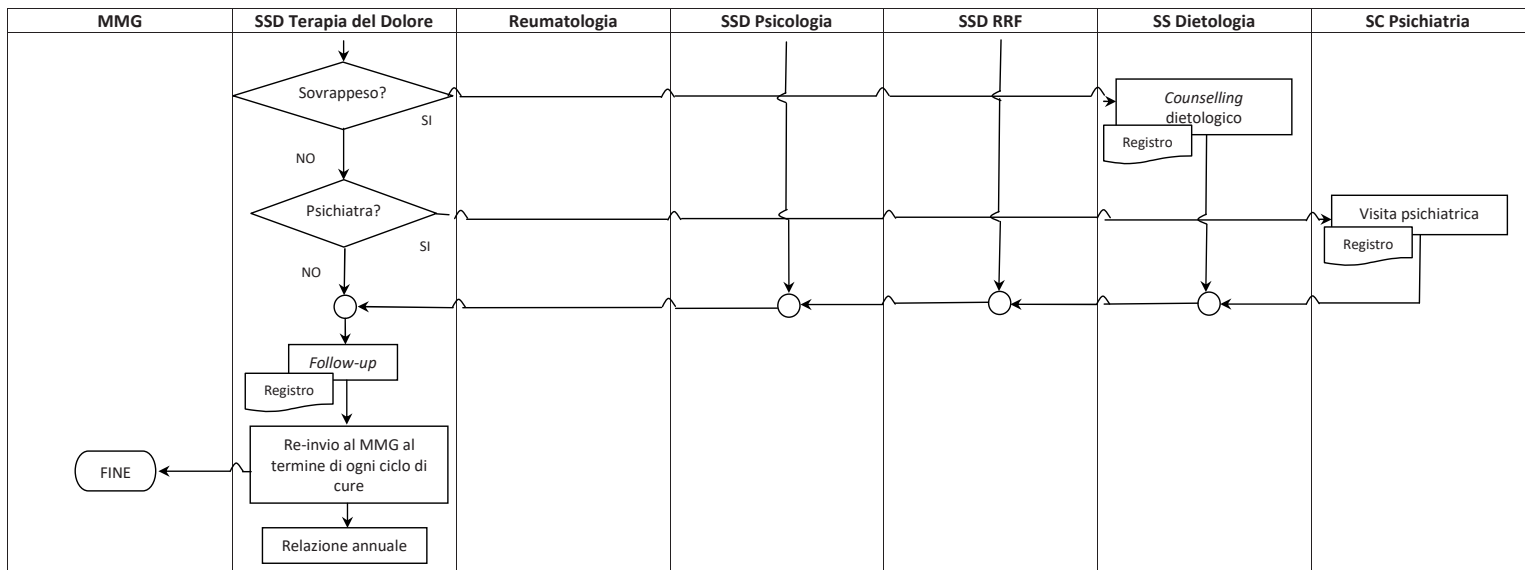 MMG
SSD Terapia del Dolore
Reumatologia
SSD Psicologia
SSD RRF
SS Dietologia
SC Psichiatria
Sovrappeso?
SI
Counselling
dietologico
Registro
NO
Psichiatra?
SI
Visita psichiatrica
Registro
NO
Follow-up
Registro
Re-invio al MMG al
termine di ogni ciclo di
cure
FINE
Relazione annuale